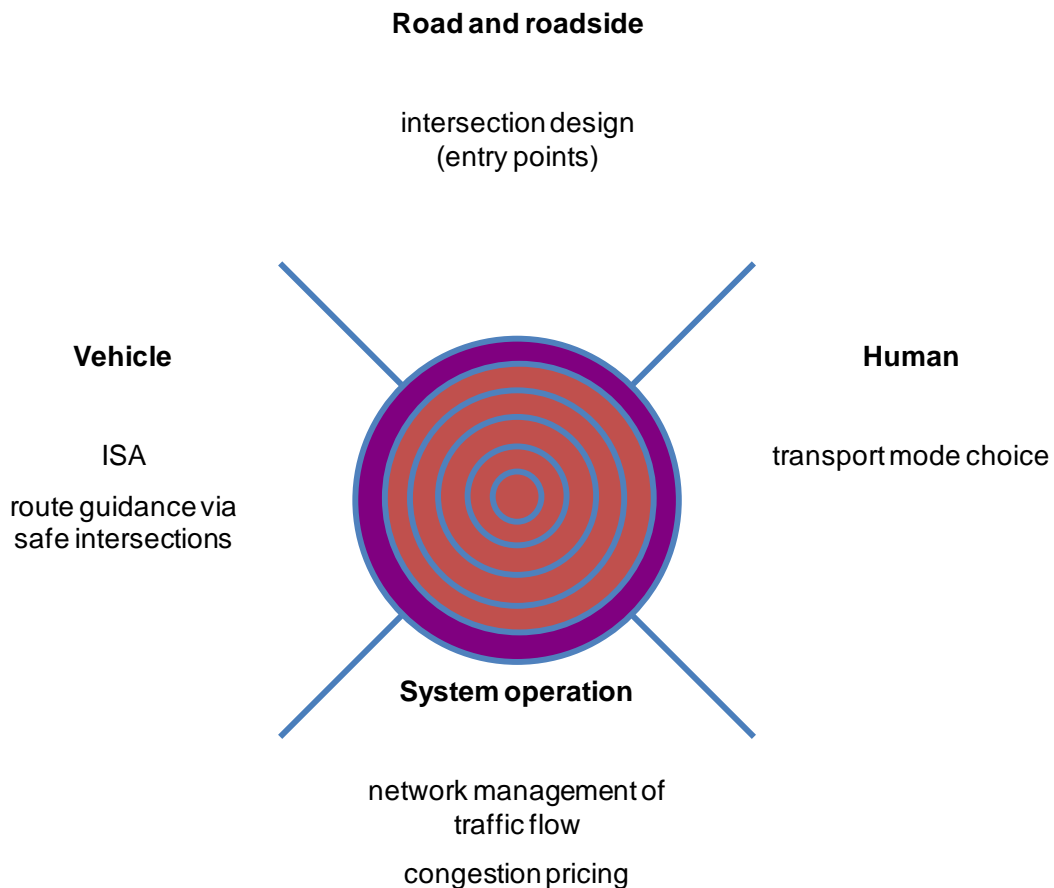 Road and roadside
intersection design
(entry points)
Vehicle
Human
ISA
transport mode choice
route guidance via
safe intersections
System operation
network management of
traffic flow
congestion pricing